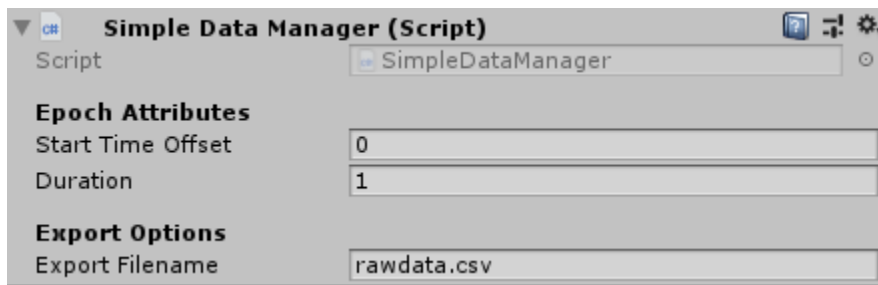 Simple Data Manager (Script)
Script SimpleDataManager
Epoch Attributes
Start Time Offset 0
Duration 1
Export Options
Export Filename rawdata.csv